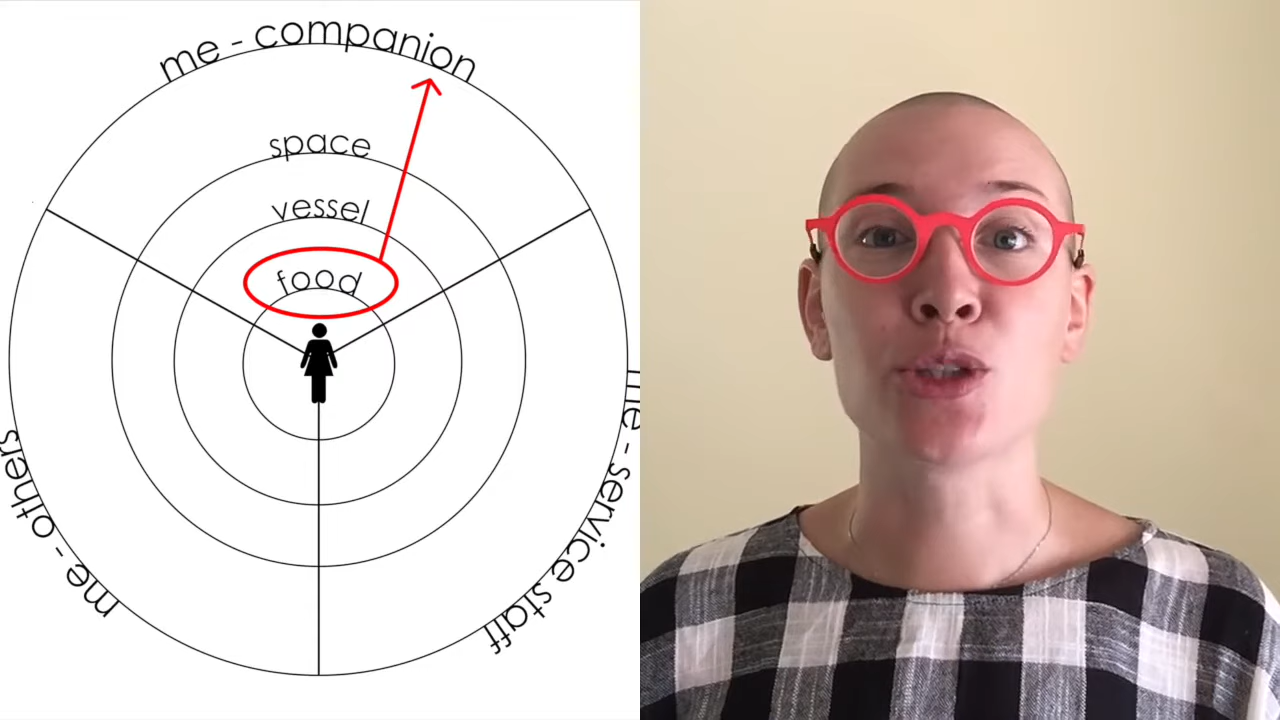 me - companion
space
vessel
food
me - others
me - service staff